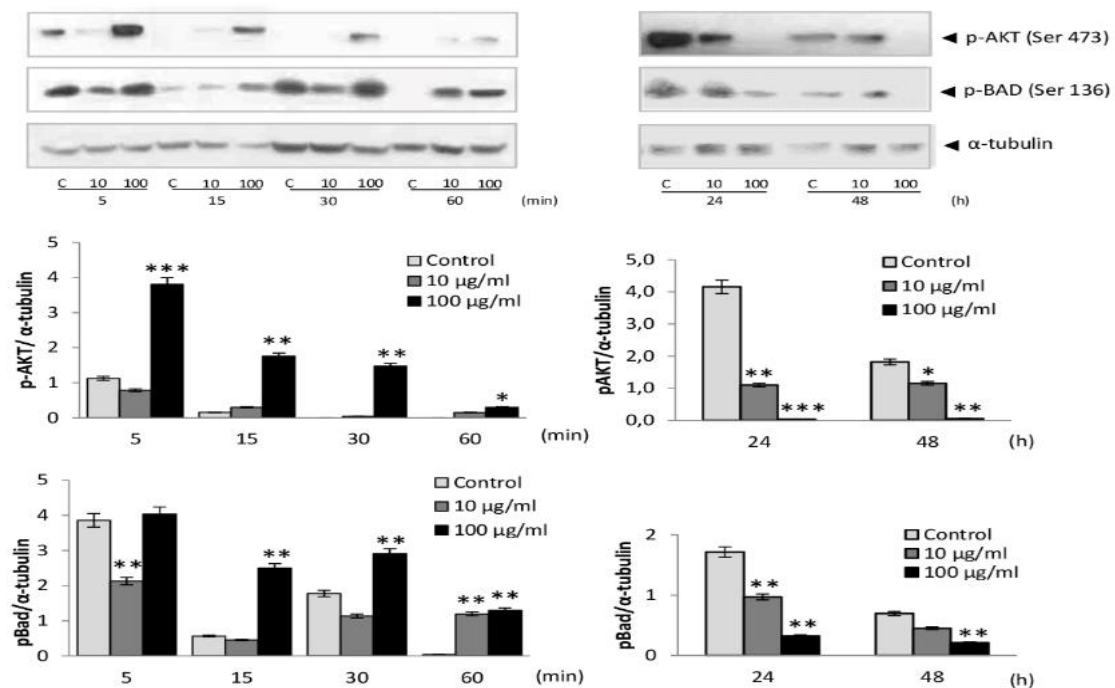 p-AKT (Ser 473)
p-BAD (Ser 136)
α-tubulin
C 10 100 C 10 100 C 10 100 C 10 100
5 15 30 60 (min)
C 10 100 C 10 100
24 48 (h)
p-AKT/ α-tubulin
5
4
3
2
1
0
***
**
**
*
Control
10 µg/ml
100 µg/ml
5 15 30 60 (min)
pAKT/α-tubulin
5,0
4,0
3,0
2,0
1,0
0,0
**
***
*
**
Control
10 µg/ml
100 µg/ml
24 48 (h)
pBad/α-tubulin
5
4
3
2
1
0
**
**
**
**
**
Control
10 µg/ml
100 µg/ml
5 15 30 60 (min)
pBad/α-tubulin
2
1
0
**
**
**
Control
10 µg/ml
100 µg/ml
24 48 (h)